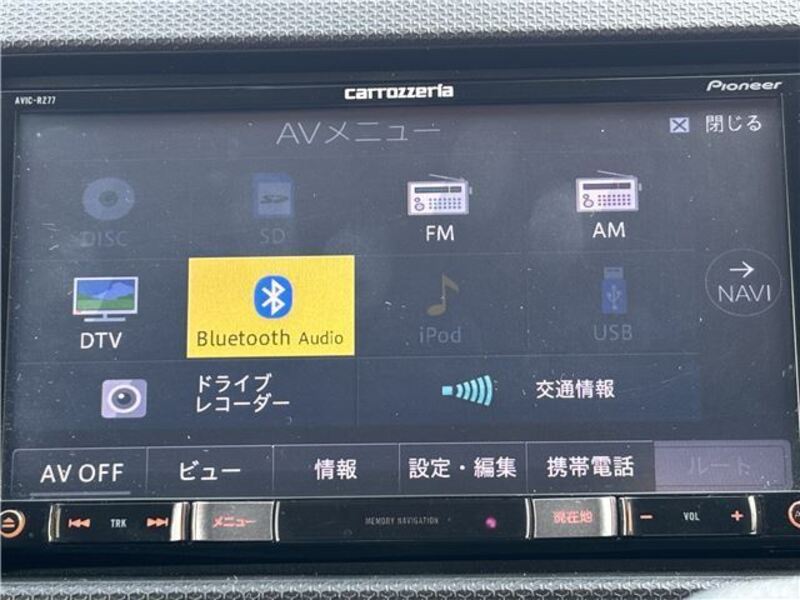 AVIC-RZ77
carrozzeria
Pioneer
AVメニュー
閉じる
DISC
SD
FM
AM
DTV
Bluetooth Audio
iPod
USB
NAVI
ドライブ
レコーダー
交通情報
AV OFF
ビュー
情報
設定・編集
携帯電話
ルート
TRK
メニュー
MEMORY NAVIGATION
現在地
− VOL +